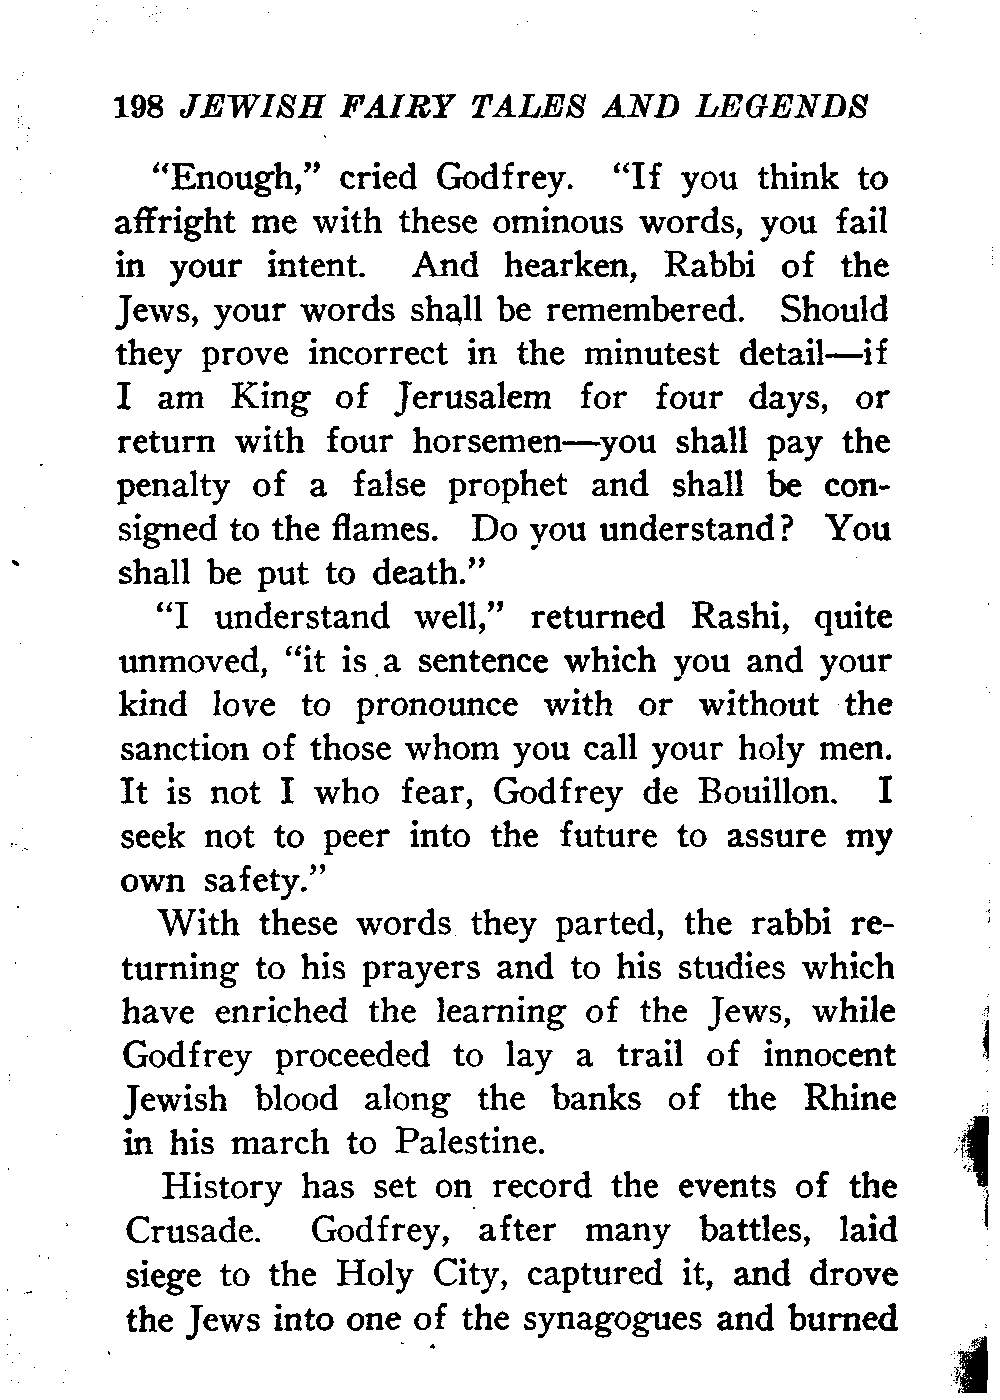 198 JEWISH FAIRY TALES AND LEGENDS
“Enough,” cried Godfrey. “If you think to
affright me with these ominous words, you fail
in your intent. And hearken, Rabbi of the
Jews, your words shall be remembered. Should
they prove incorrect in the minutest detail—if
I am King of Jerusalem for four days, or
return with four horsemen—you shall pay the
penalty of a false prophet and shall be con-
signed to the flames. Do you understand? You
shall be put to death.”
“I understand well,” returned Rashi, quite
unmoved, “it is a sentence which you and your
kind love to pronounce with or without the
sanction of those whom you call your holy men.
It is not I who fear, Godfrey de Bouillon. I
seek not to peer into the future to assure my
own safety.”
With these words they parted, the rabbi re-
turning to his prayers and to his studies which
have enriched the learning of the Jews, while
Godfrey proceeded to lay a trail of innocent
Jewish blood along the banks of the Rhine
in his march to Palestine.
History has set on record the events of the
Crusade. Godfrey, after many battles, laid
siege to the Holy City, captured it, and drove
the Jews into one of the synagogues and burned